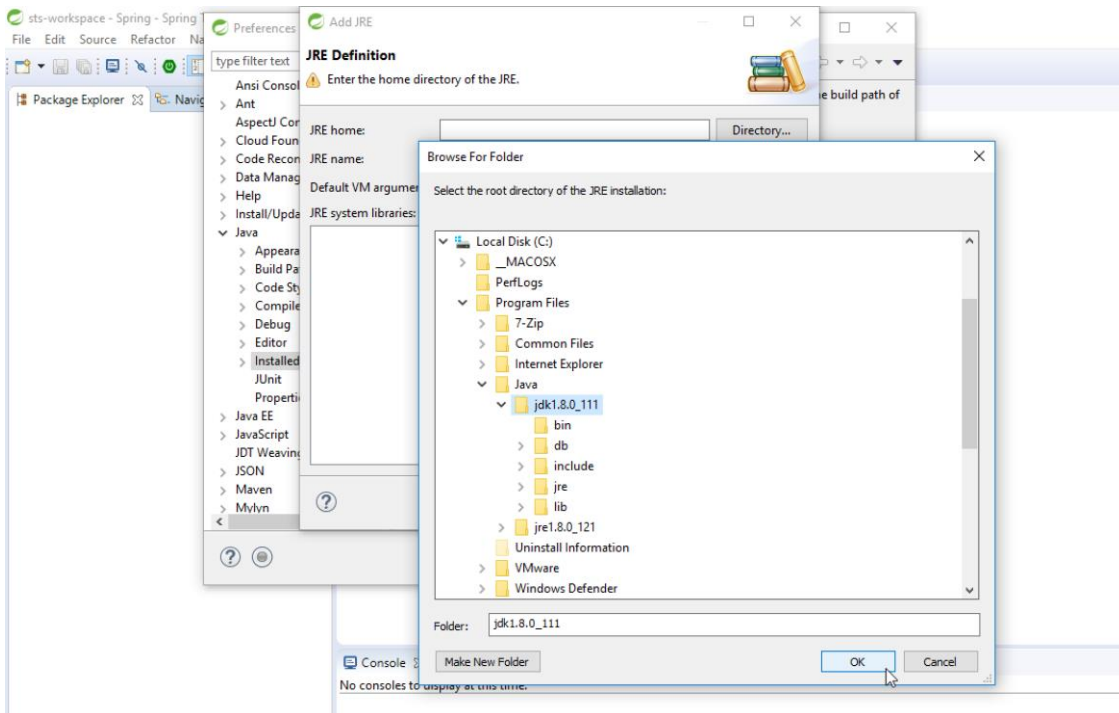 sts-workspace - Spring - Spring
File Edit Source Refactor Na
Package Explorer
Navig
Preferences
type filter text
Ansi Consol
Ant
AspectJ Cor
Cloud Foun
Code Recon
Data Manag
Help
Install/Upda
Java
Appeara
Build Pa
Code Sty
Compile
Debug
Editor
Installed
JUnit
Properti
Java EE
JavaScript
JDT Weaving
JSON
Maven
Mylyn
e build path of
Add JRE
JRE Definition
Enter the home directory of the JRE.
JRE home:
Directory...
JRE name:
Default VM argumen
JRE system libraries:
Browse For Folder
Select the root directory of the JRE installation:
Local Disk (C:)
__MACOSX
PerfLogs
Program Files
7-Zip
Common Files
Internet Explorer
Java
jdk1.8.0_111
bin
db
include
jre
lib
jre1.8.0_121
Uninstall Information
VMware
Windows Defender
Folder: jdk1.8.0_111
Make New Folder
OK
Cancel
Console
No consoles to display at this time.